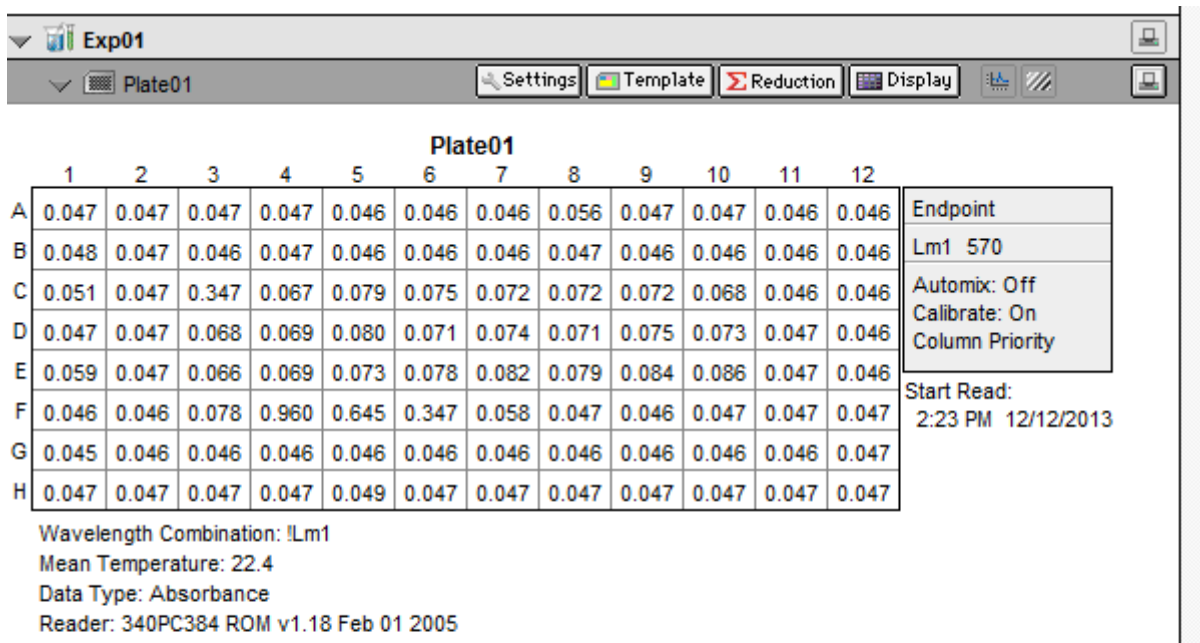 Exp01
Plate01 Settings Template Reduction Display
Plate01
1 2 3 4 5 6 7 8 9 10 11 12
A 0.047 0.047 0.047 0.047 0.046 0.046 0.046 0.056 0.047 0.047 0.046 0.046
B 0.048 0.047 0.046 0.047 0.046 0.046 0.046 0.047 0.046 0.046 0.046 0.046
C 0.051 0.047 0.347 0.067 0.079 0.075 0.072 0.072 0.072 0.068 0.046 0.046
D 0.047 0.047 0.068 0.069 0.080 0.071 0.074 0.071 0.075 0.073 0.047 0.046
E 0.059 0.047 0.066 0.069 0.073 0.078 0.082 0.079 0.084 0.086 0.047 0.046
F 0.046 0.046 0.078 0.960 0.645 0.347 0.058 0.047 0.046 0.047 0.047 0.047
G 0.045 0.046 0.046 0.046 0.046 0.046 0.046 0.046 0.046 0.046 0.046 0.047
H 0.047 0.047 0.047 0.047 0.049 0.047 0.047 0.047 0.047 0.047 0.047 0.047
Endpoint
Lm1 570
Automix: Off
Calibrate: On
Column Priority
Start Read:
2:23 PM 12/12/2013
Wavelength Combination: !Lm1
Mean Temperature: 22.4
Data Type: Absorbance
Reader: 340PC384 ROM v1.18 Feb 01 2005